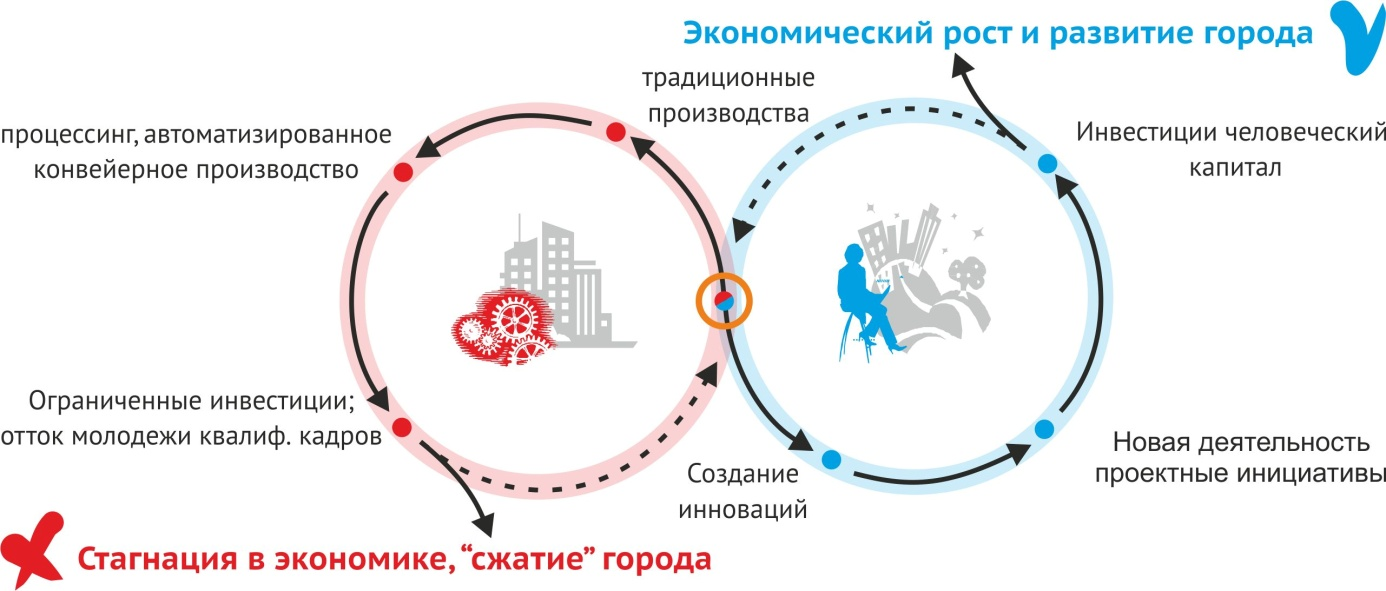 Экономический рост и развитие города
традиционные
производства
процессинг, автоматизированное
конвейерное производство
Инвестиции человеческий
капитал
Ограниченные инвестиции;
отток молодежи квалиф. кадров
Создание
инноваций
Новая деятельность
проектные инициативы
Стагнация в экономике, “сжатие” города